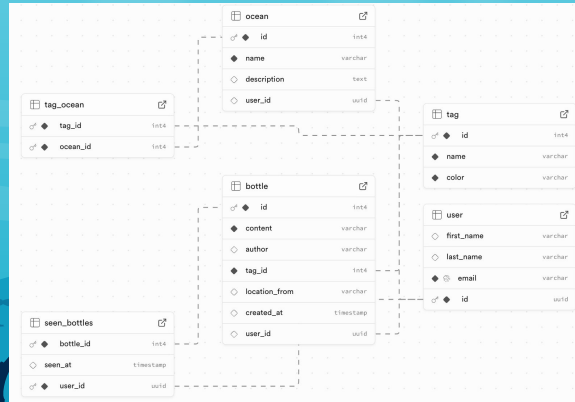 ocean
id int4
name varchar
description text
user_id uuid
tag_ocean
tag_id int4
ocean_id int4
tag
id int4
name varchar
color varchar
bottle
id int4
content varchar
author varchar
tag_id int4
location_from varchar
created_at timestamp
user_id uuid
user
first_name varchar
last_name varchar
email varchar
id uuid
seen_bottles
bottle_id int4
seen_at timestamp
user_id uuid